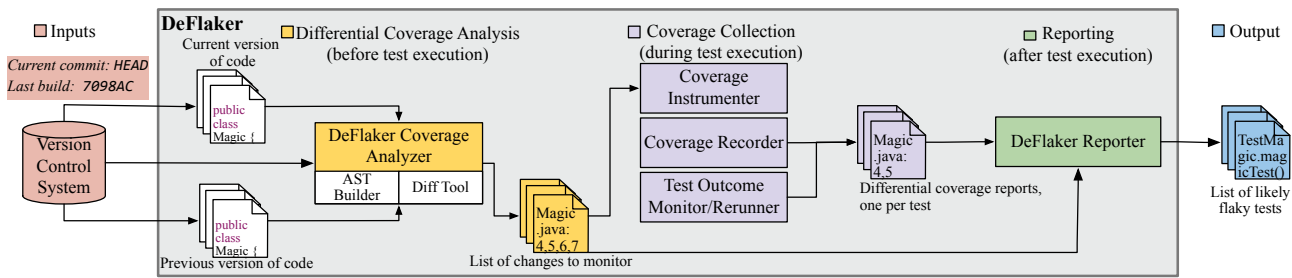 DeFlaker
Inputs
Differential Coverage Analysis
(before test execution)
Coverage Collection
(during test execution)
Reporting
(after test execution)
Output
Current commit: HEAD
Last build: 7098AC
Current version
of code
public
class
Magic {
Version
Control
System
DeFlaker Coverage
Analyzer
AST
Builder
Diff Tool
public
class
Magic {
Previous version of code
Magic
.java:
4,5,6,7
List of changes to monitor
Coverage
Instrumenter
Coverage Recorder
Test Outcome
Monitor/Rerunner
Magic
.java:
4,5
Differential coverage reports,
one per test
DeFlaker Reporter
TestMa
gic.mag
icTest()
List of likely
flaky tests